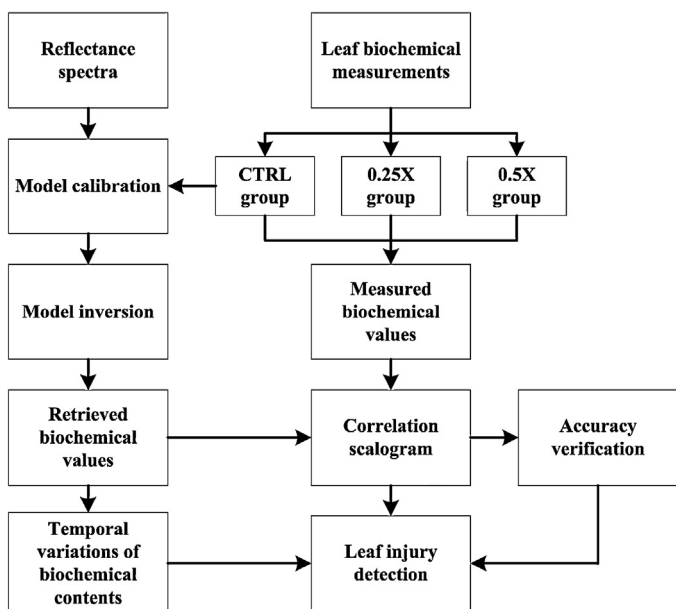 Reflectance
spectra
Leaf biochemical
measurements
Model calibration
CTRL
group
0.25X
group
0.5X
group
Model inversion
Measured
biochemical
values
Retrieved
biochemical
values
Correlation
scalogram
Accuracy
verification
Temporal
variations of
biochemical
contents
Leaf injury
detection